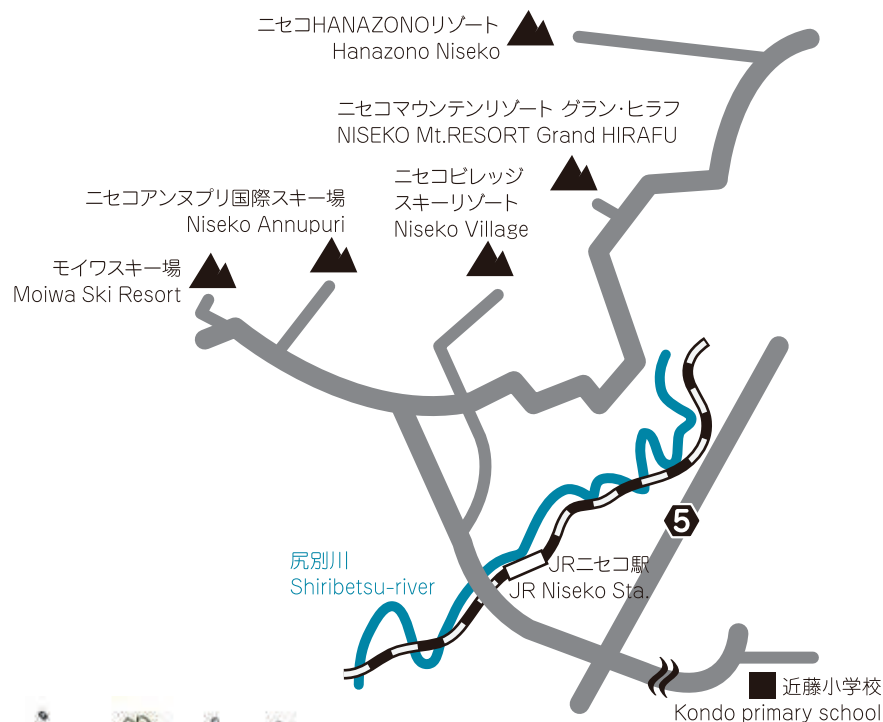 ニセコHANAZONOリゾート
Hanazono Niseko
ニセコマウンテンリゾート グラン・ヒラフ
NISEKO Mt.RESORT Grand HIRAFU
ニセコビレッジ
スキーリゾート
Niseko Village
ニセコアンヌプリ国際スキー場
Niseko Annupuri
モイワスキー場
Moiwa Ski Resort
5
尻別川
Shiribetsu-river
JRニセコ駅
JR Niseko Sta.
近藤小学校
Kondo primary school